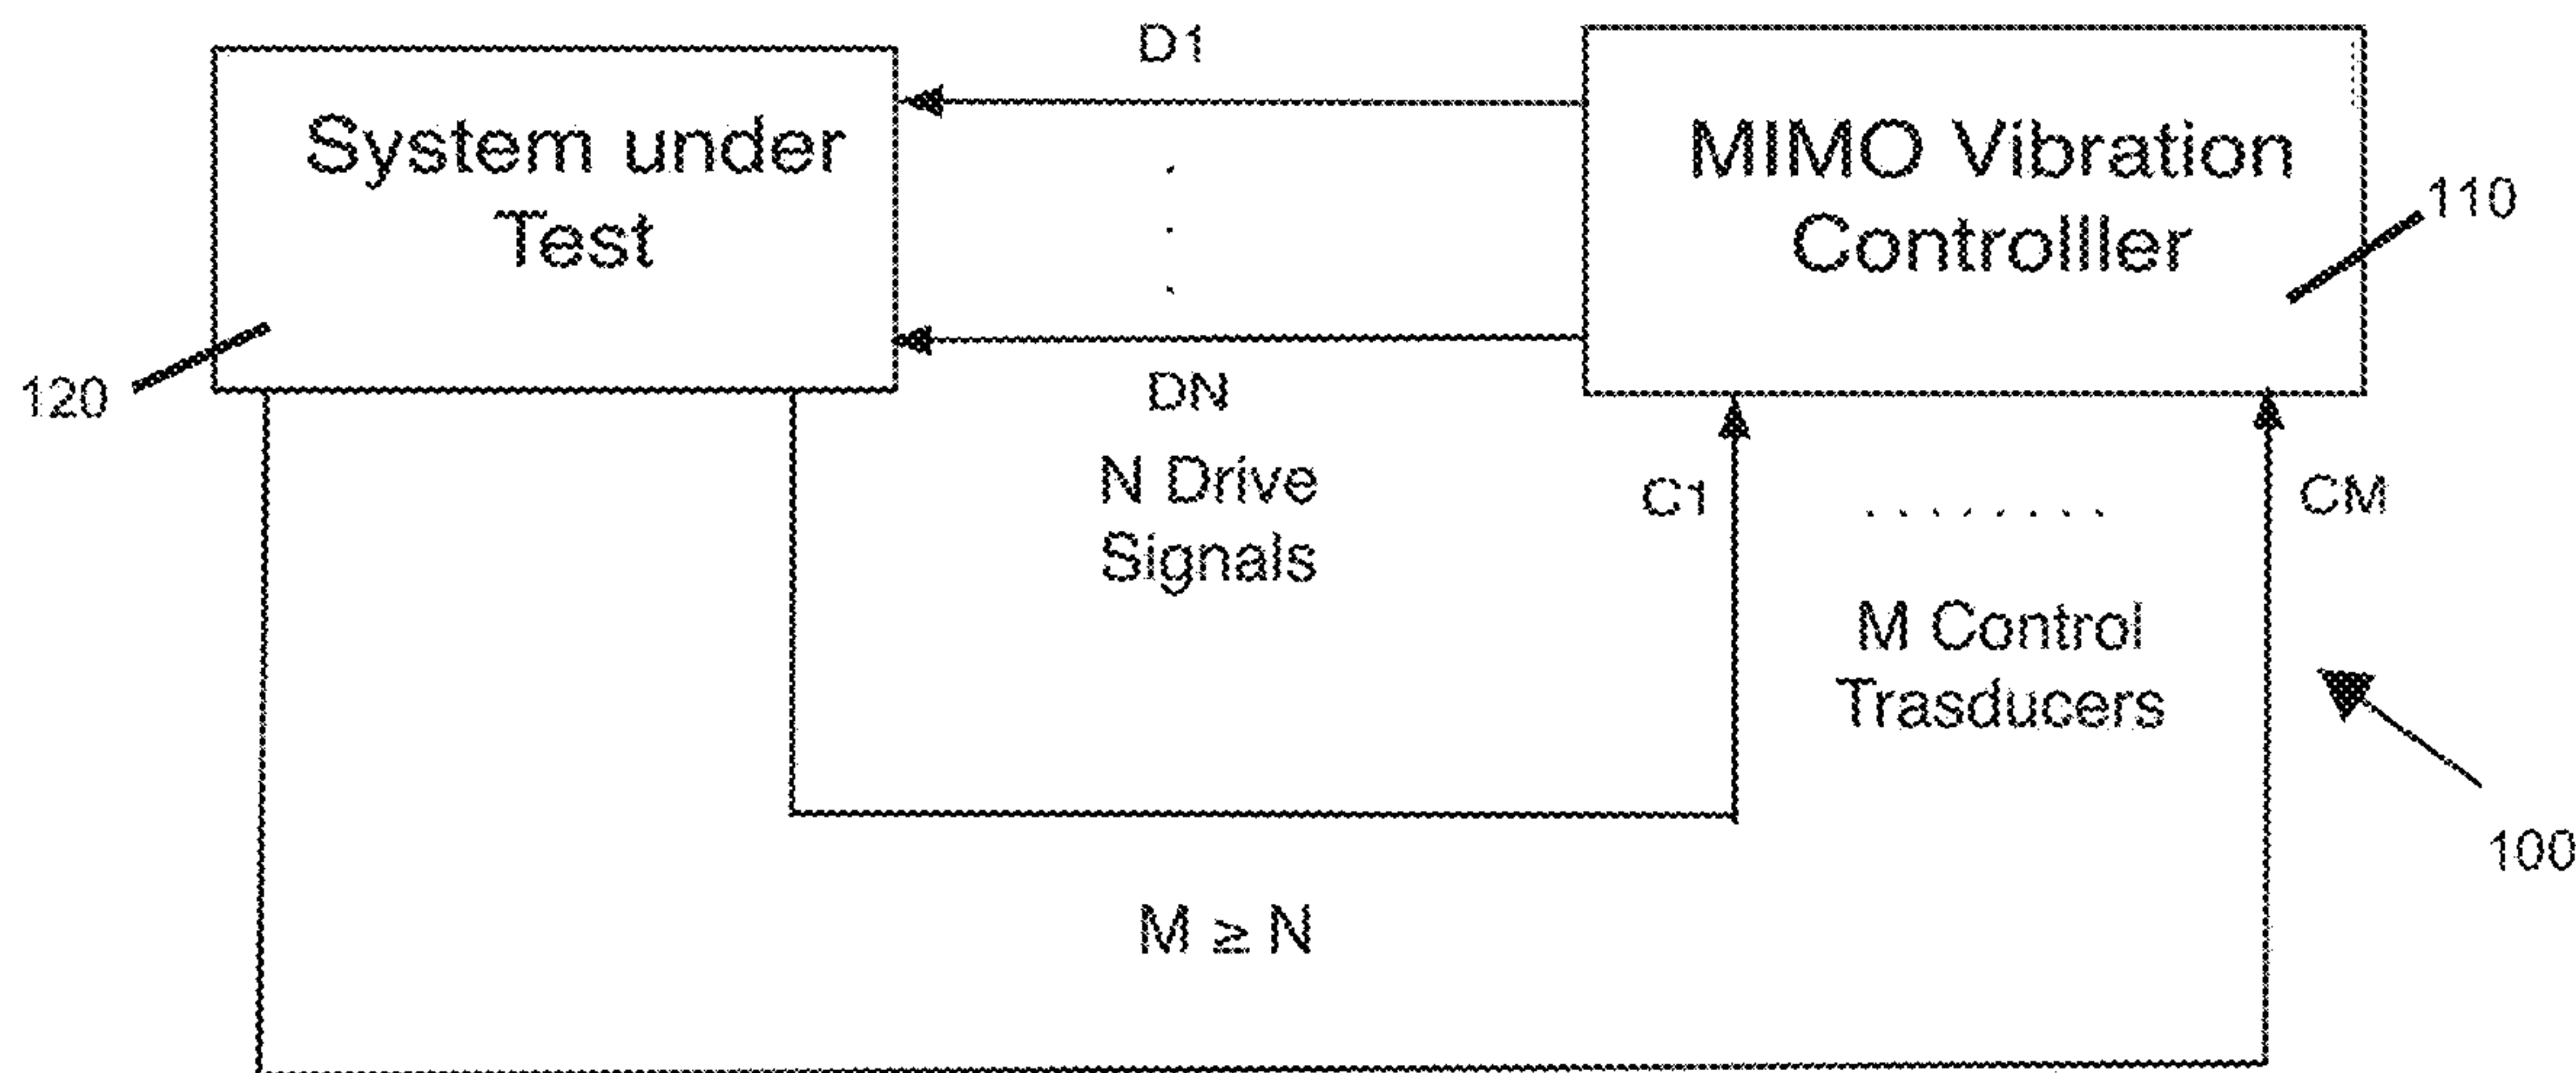 D1
System under
Test
MIMO Vibration
Controlller
110
120
DN
N Drive
Signals
C1
CM
M Control
Trasducers
100
M ≥ N